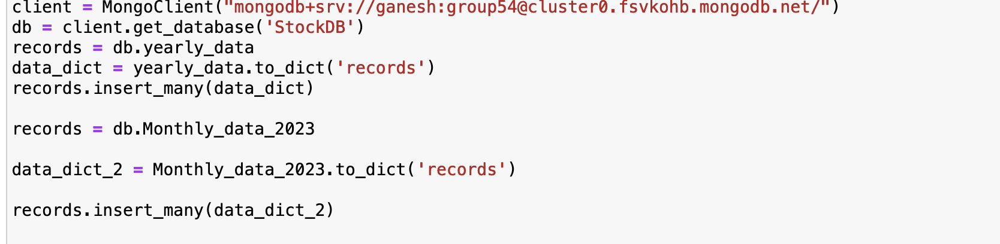 client = MongoClient("mongodb+srv://ganesh:group54@cluster0.fsvkohb.mongodb.net/")
db = client.get_database('StockDB')
records = db.yearly_data
data_dict = yearly_data.to_dict('records')
records.insert_many(data_dict)
records = db.Monthly_data_2023
data_dict_2 = Monthly_data_2023.to_dict('records')
records.insert_many(data_dict_2)